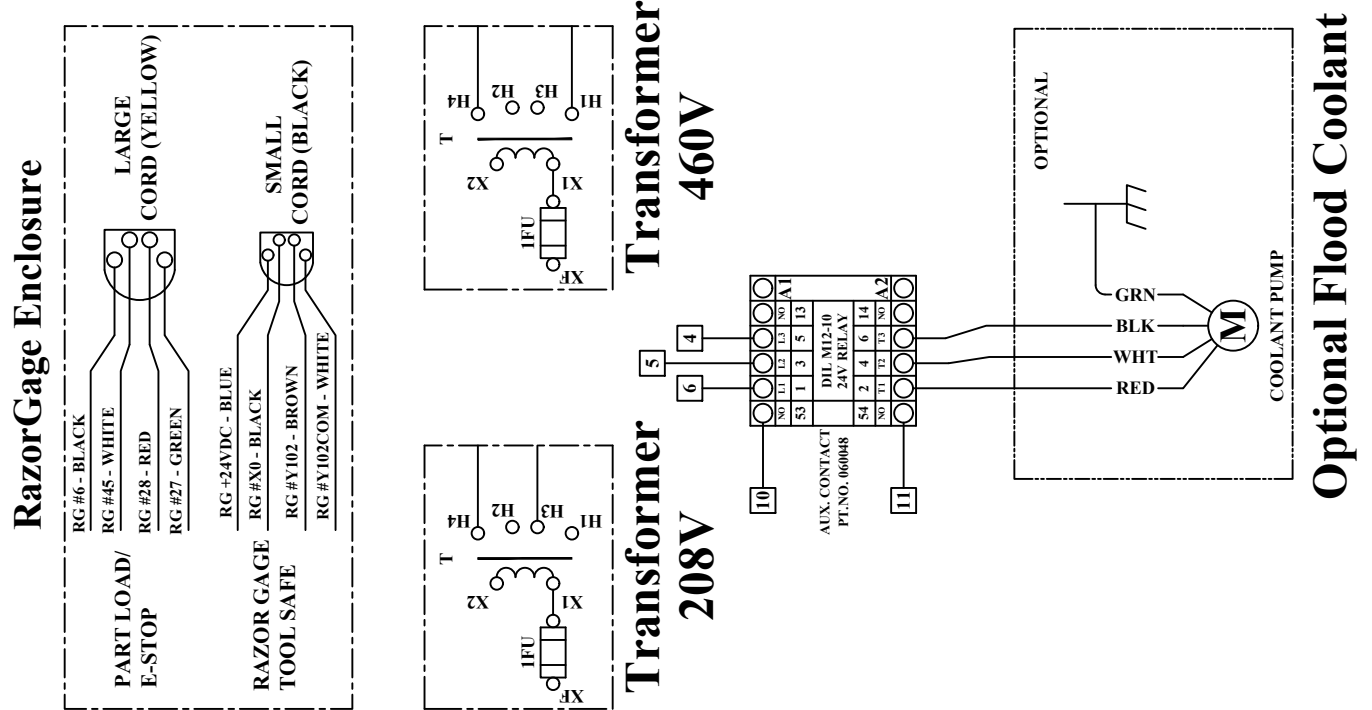 RazorGage Enclosure
PART LOAD/
E-STOP
RG #6 - BLACK
RG #45 - WHITE
RG #28 - RED
RG #27 - GREEN
LARGE
CORD (YELLOW)
RAZOR GAGE
TOOL SAFE
RG +24VDC - BLUE
RG #X0 - BLACK
RG #Y102 - BROWN
RG #Y102COM - WHITE
SMALL
CORD (BLACK)
T
H4
H2
H3
H1
X2
X1
1FU
XF
Transformer
208V
T
H4
H2
H3
H1
X2
X1
1FU
XF
Transformer
460V
10
6
5
4
NO
L1
L2
L3
NO
A1
53
1
3
5
13
DIL M12-10
24V RELAY
54
2
4
6
14
NO
T1
T2
T3
NO
A2
11
AUX. CONTACT
PT.NO. 060048
RED
WHT
BLK
GRN
M
COOLANT PUMP
OPTIONAL
Optional Flood Coolant